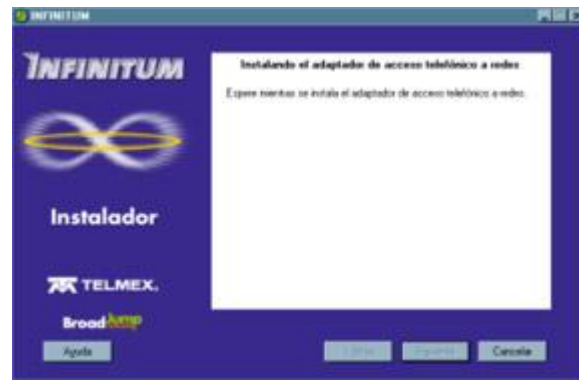 INFINITUM
INFINITUM
Instalando el adaptador de acceso telefónico a redes
Espere mientras se instala el adaptador de acceso telefónico a redes.
Instalador
TELMEX.
BroadJump
Ayuda
Cancelar